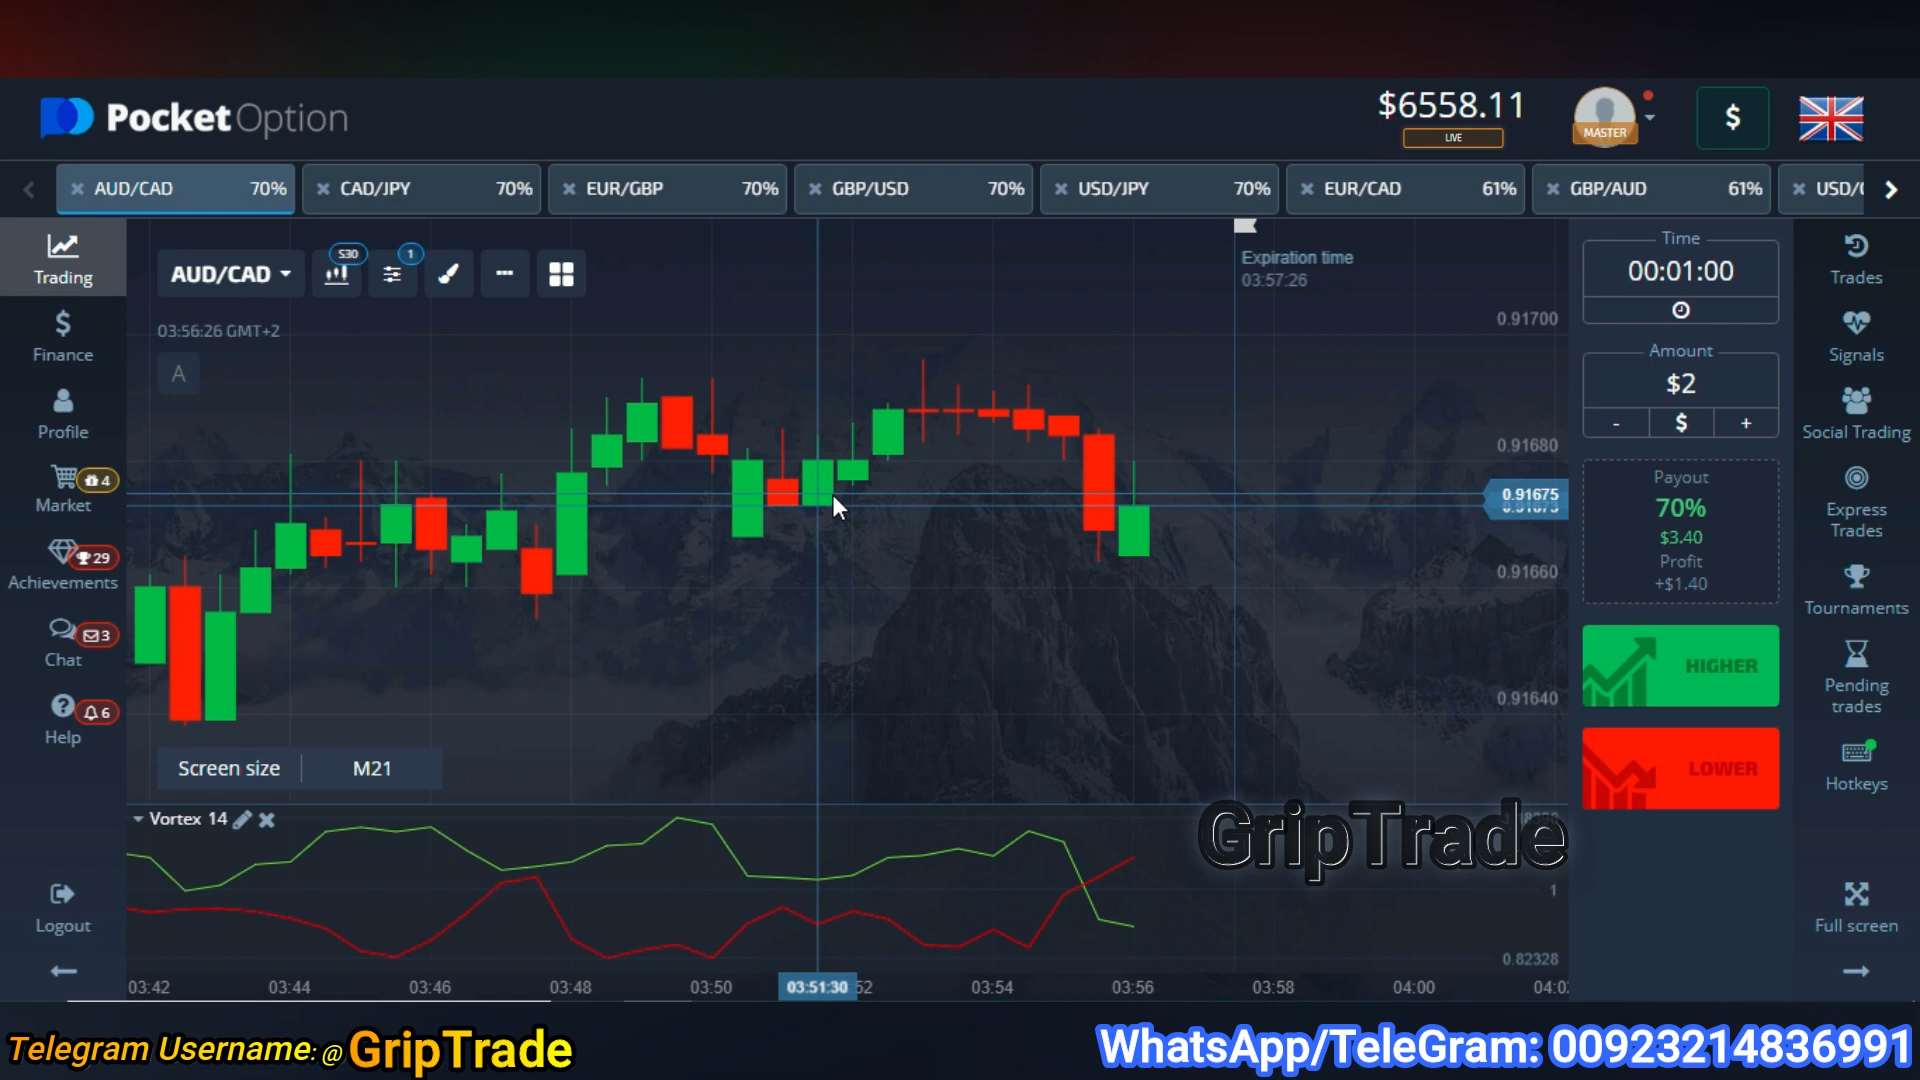 PocketOption
$6558.11
LIVE
MASTER
$
AUD/CAD 70%
CAD/JPY 70%
EUR/GBP 70%
GBP/USD 70%
USD/JPY 70%
EUR/CAD 61%
GBP/AUD 61%
Trading
Finance
Profile
4
Market
29
Achievements
3
Chat
6
Help
Logout
AUD/CAD
S30
1
03:56:26 GMT+2
A
Expiration time
03:57:26
0.91700
0.91680
0.91675
0.91660
0.91640
Screen size M21
Vortex 14
1
0.82328
03:42 03:44 03:46 03:48 03:50 03:51:30 03:54 03:56 03:58 04:00
Time
00:01:00
Amount
$2
- $ +
Payout
70%
$3.40
Profit
+$1.40
HIGHER
LOWER
Trades
Signals
Social Trading
Express
Trades
Tournaments
Pending
trades
Hotkeys
Full screen
GripTrade
Telegram Username: @ GripTrade
WhatsApp/TeleGram: 00923214836991